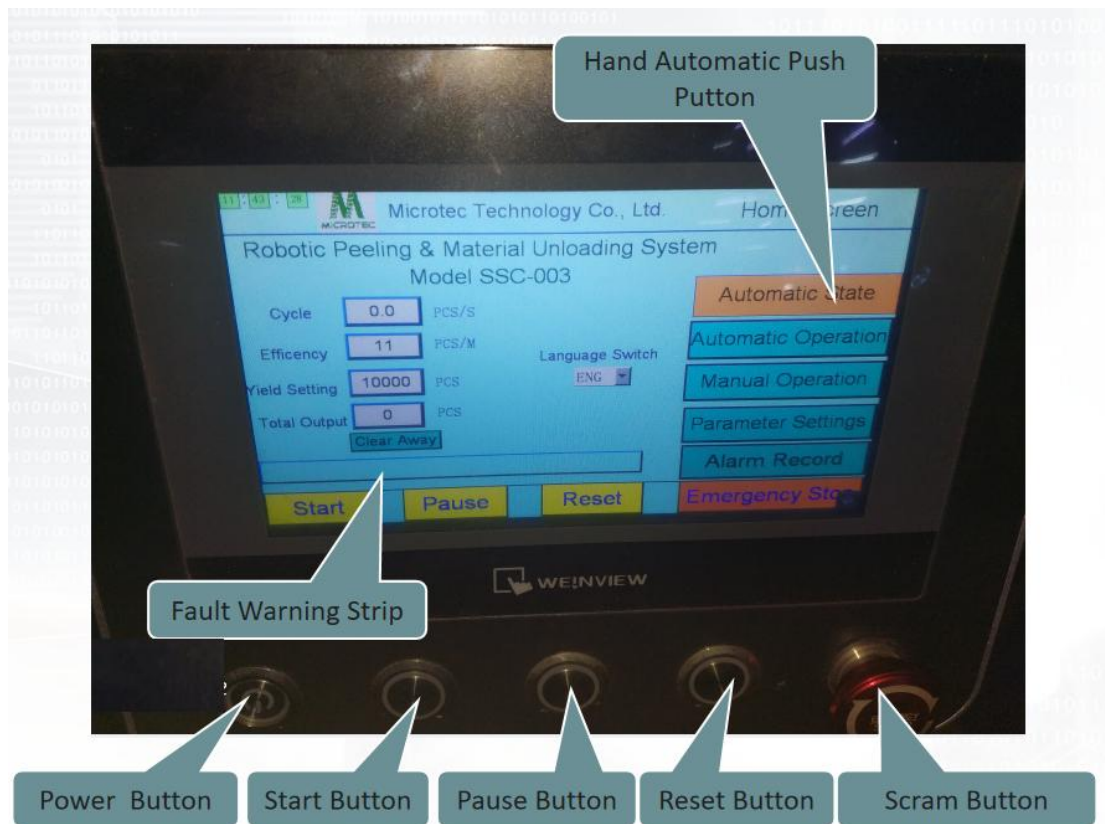 Hand Automatic Push
Putton
11 : 43 : 28
MICROTEC
Microtec Technology Co., Ltd.
Home Screen
Robotic Peeling & Material Unloading System
Model SSC-003
Automatic State
Cycle 0.0 PCS/S
Automatic Operation
Efficency 11 PCS/M
Language Switch
Yield Setting 10000 PCS
ENG
Manual Operation
Total Output 0 PCS
Parameter Settings
Clear Away
Alarm Record
Start
Pause
Reset
Emergency Stop
WEINVIEW
Fault Warning Strip
Power Button
Start Button
Pause Button
Reset Button
Scram Button